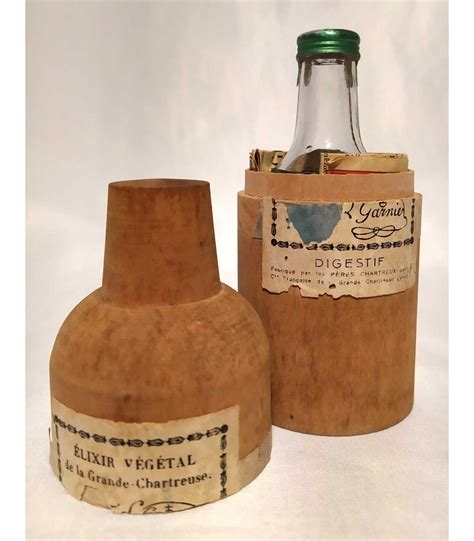 L Garnier
DIGESTIF
Fabriqué par les PÈRES CHARTREUX
Cie Française de la Grande Chartreuse
ÉLIXIR VÉGÉTAL
de la Grande-Chartreuse.